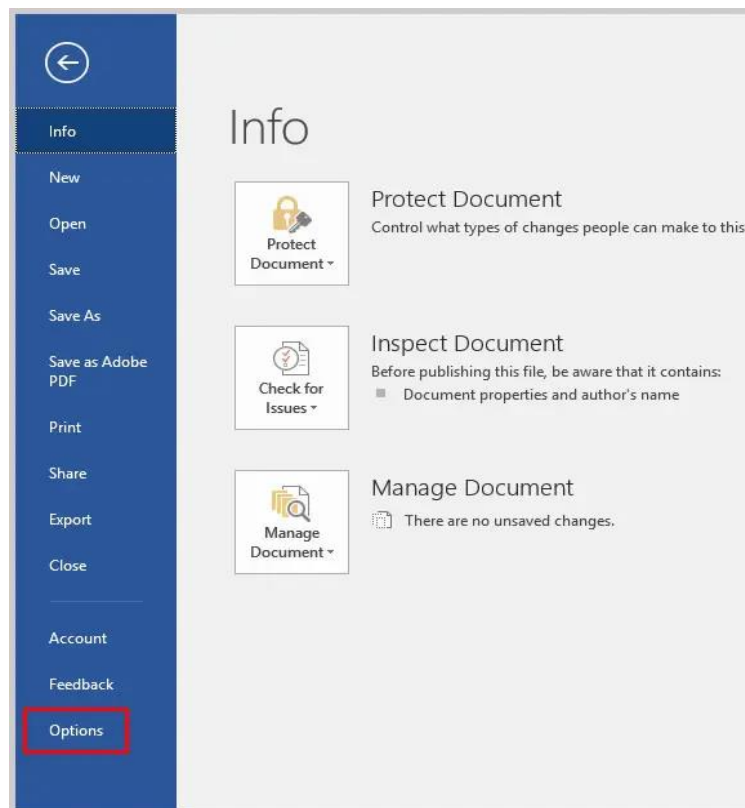 Info
New
Open
Save
Save As
Save as Adobe
PDF
Print
Share
Export
Close
Account
Feedback
Options
Info
Protect
Document
Protect Document
Control what types of changes people can make to this
Check for
Issues
Inspect Document
Before publishing this file, be aware that it contains:
Document properties and author's name
Manage
Document
Manage Document
There are no unsaved changes.